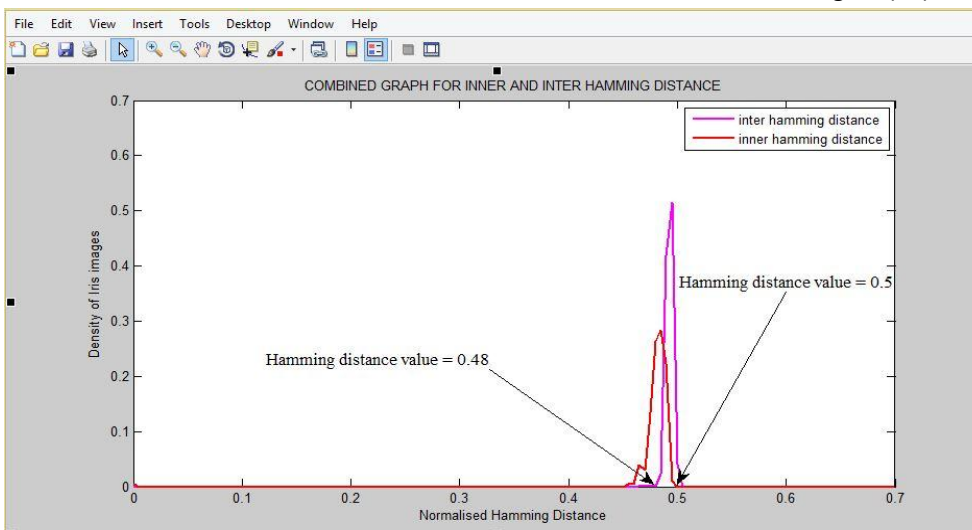 File Edit View Insert Tools Desktop Window Help
COMBINED GRAPH FOR INNER AND INTER HAMMING DISTANCE
0.7
inter hamming distance
inner hamming distance
0.6
0.5
0.4
Hamming distance value = 0.5
0.3
Hamming distance value = 0.48
0.2
0.1
0
Density of Iris images
0 0.1 0.2 0.3 0.4 0.5 0.6 0.7
Normalised Hamming Distance